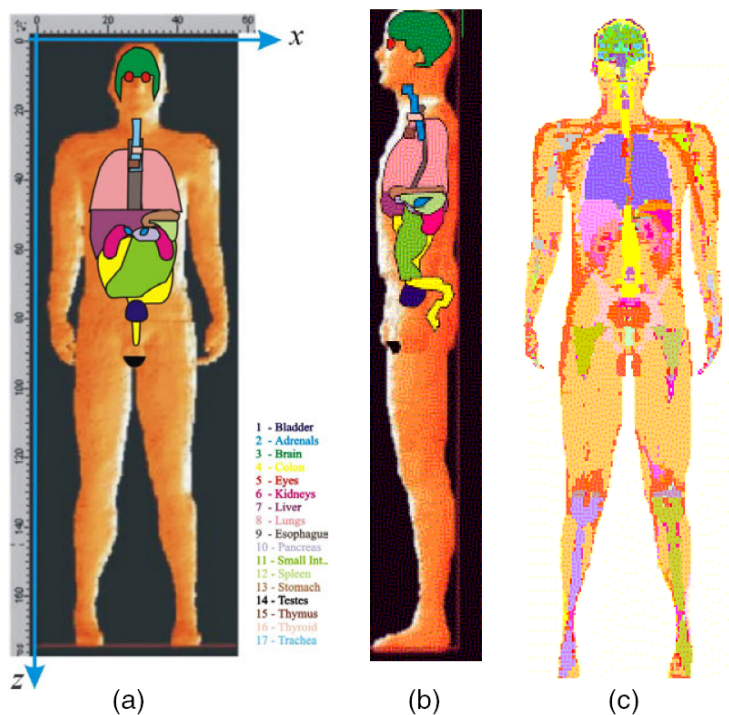 0 20 40 60
x
0
20
40
60
80
100
120
140
160
z
1 - Bladder
2 - Adrenals
3 - Brain
4 - Colon
5 - Eyes
6 - Kidneys
7 - Liver
8 - Lungs
9 - Esophagus
10 - Pancreas
11 - Small Int..
12 - Spleen
13 - Stomach
14 - Testes
15 - Thymus
16 - Thyroid
17 - Trachea
(a) (b) (c)